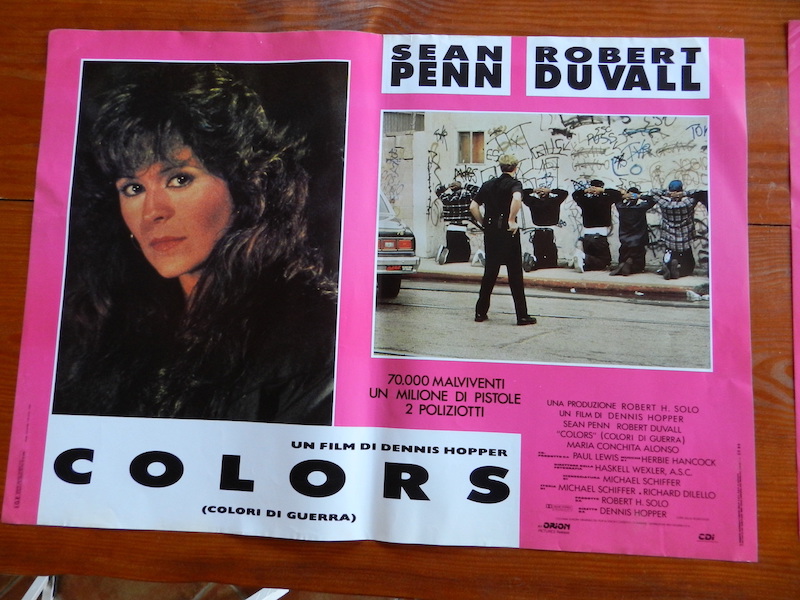 SEAN
PENN
ROBERT
DUVALL
70.000 MALVIVENTI
UN MILIONE DI PISTOLE
2 POLIZIOTTI
UN FILM DI DENNIS HOPPER
COLORS
(COLORI DI GUERRA)
UNA PRODUZIONE ROBERT H. SOLO
UN FILM DI DENNIS HOPPER
SEAN PENN ROBERT DUVALL
"COLORS" (COLORI DI GUERRA)
MARIA CONCHITA ALONSO
PAUL LEWIS HERBIE HANCOCK
HASKELL WEXLER, A.S.C.
MICHAEL SCHIFFER
MICHAEL SCHIFFER e RICHARD DILELLO
ROBERT H. SOLO
DENNIS HOPPER
ORION
CDI